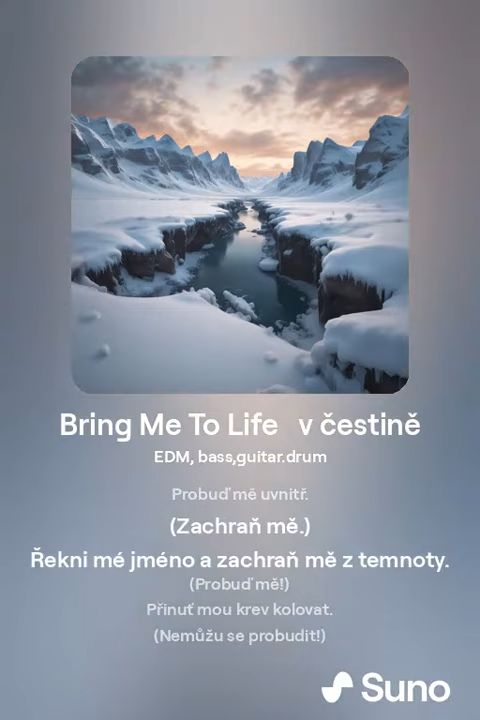 Bring Me To Life v čestině
EDM, bass,guitar.drum
Probuď mě uvnitř.
(Zachraň mě.)
Řekni mé jméno a zachraň mě z temnoty.
(Probuď mě!)
Přinuť mou krev kolovat.
(Nemůžu se probudit!)
Suno